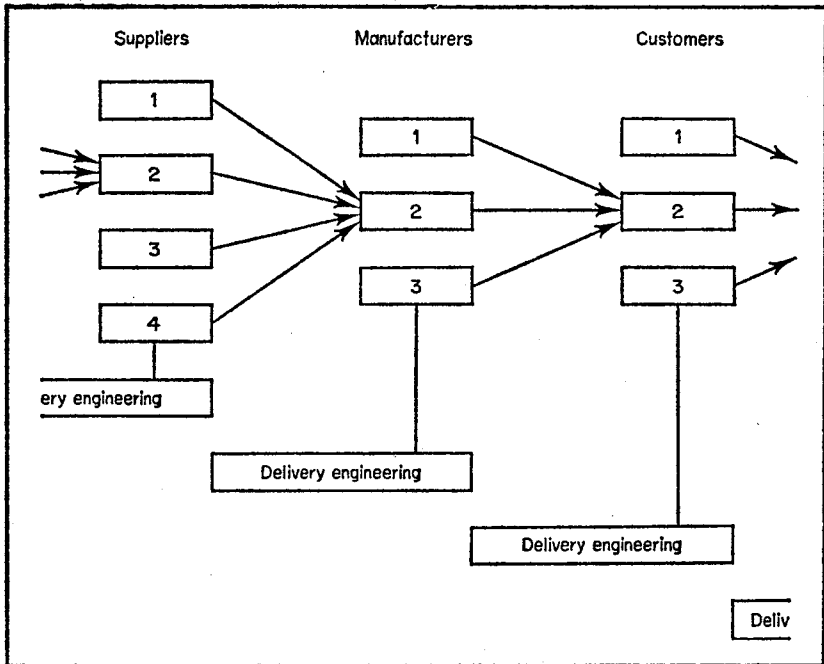 Suppliers
Manufacturers
Customers
1
1
1
2
2
2
3
3
3
4
ery engineering
Delivery engineering
Delivery engineering
Deliv